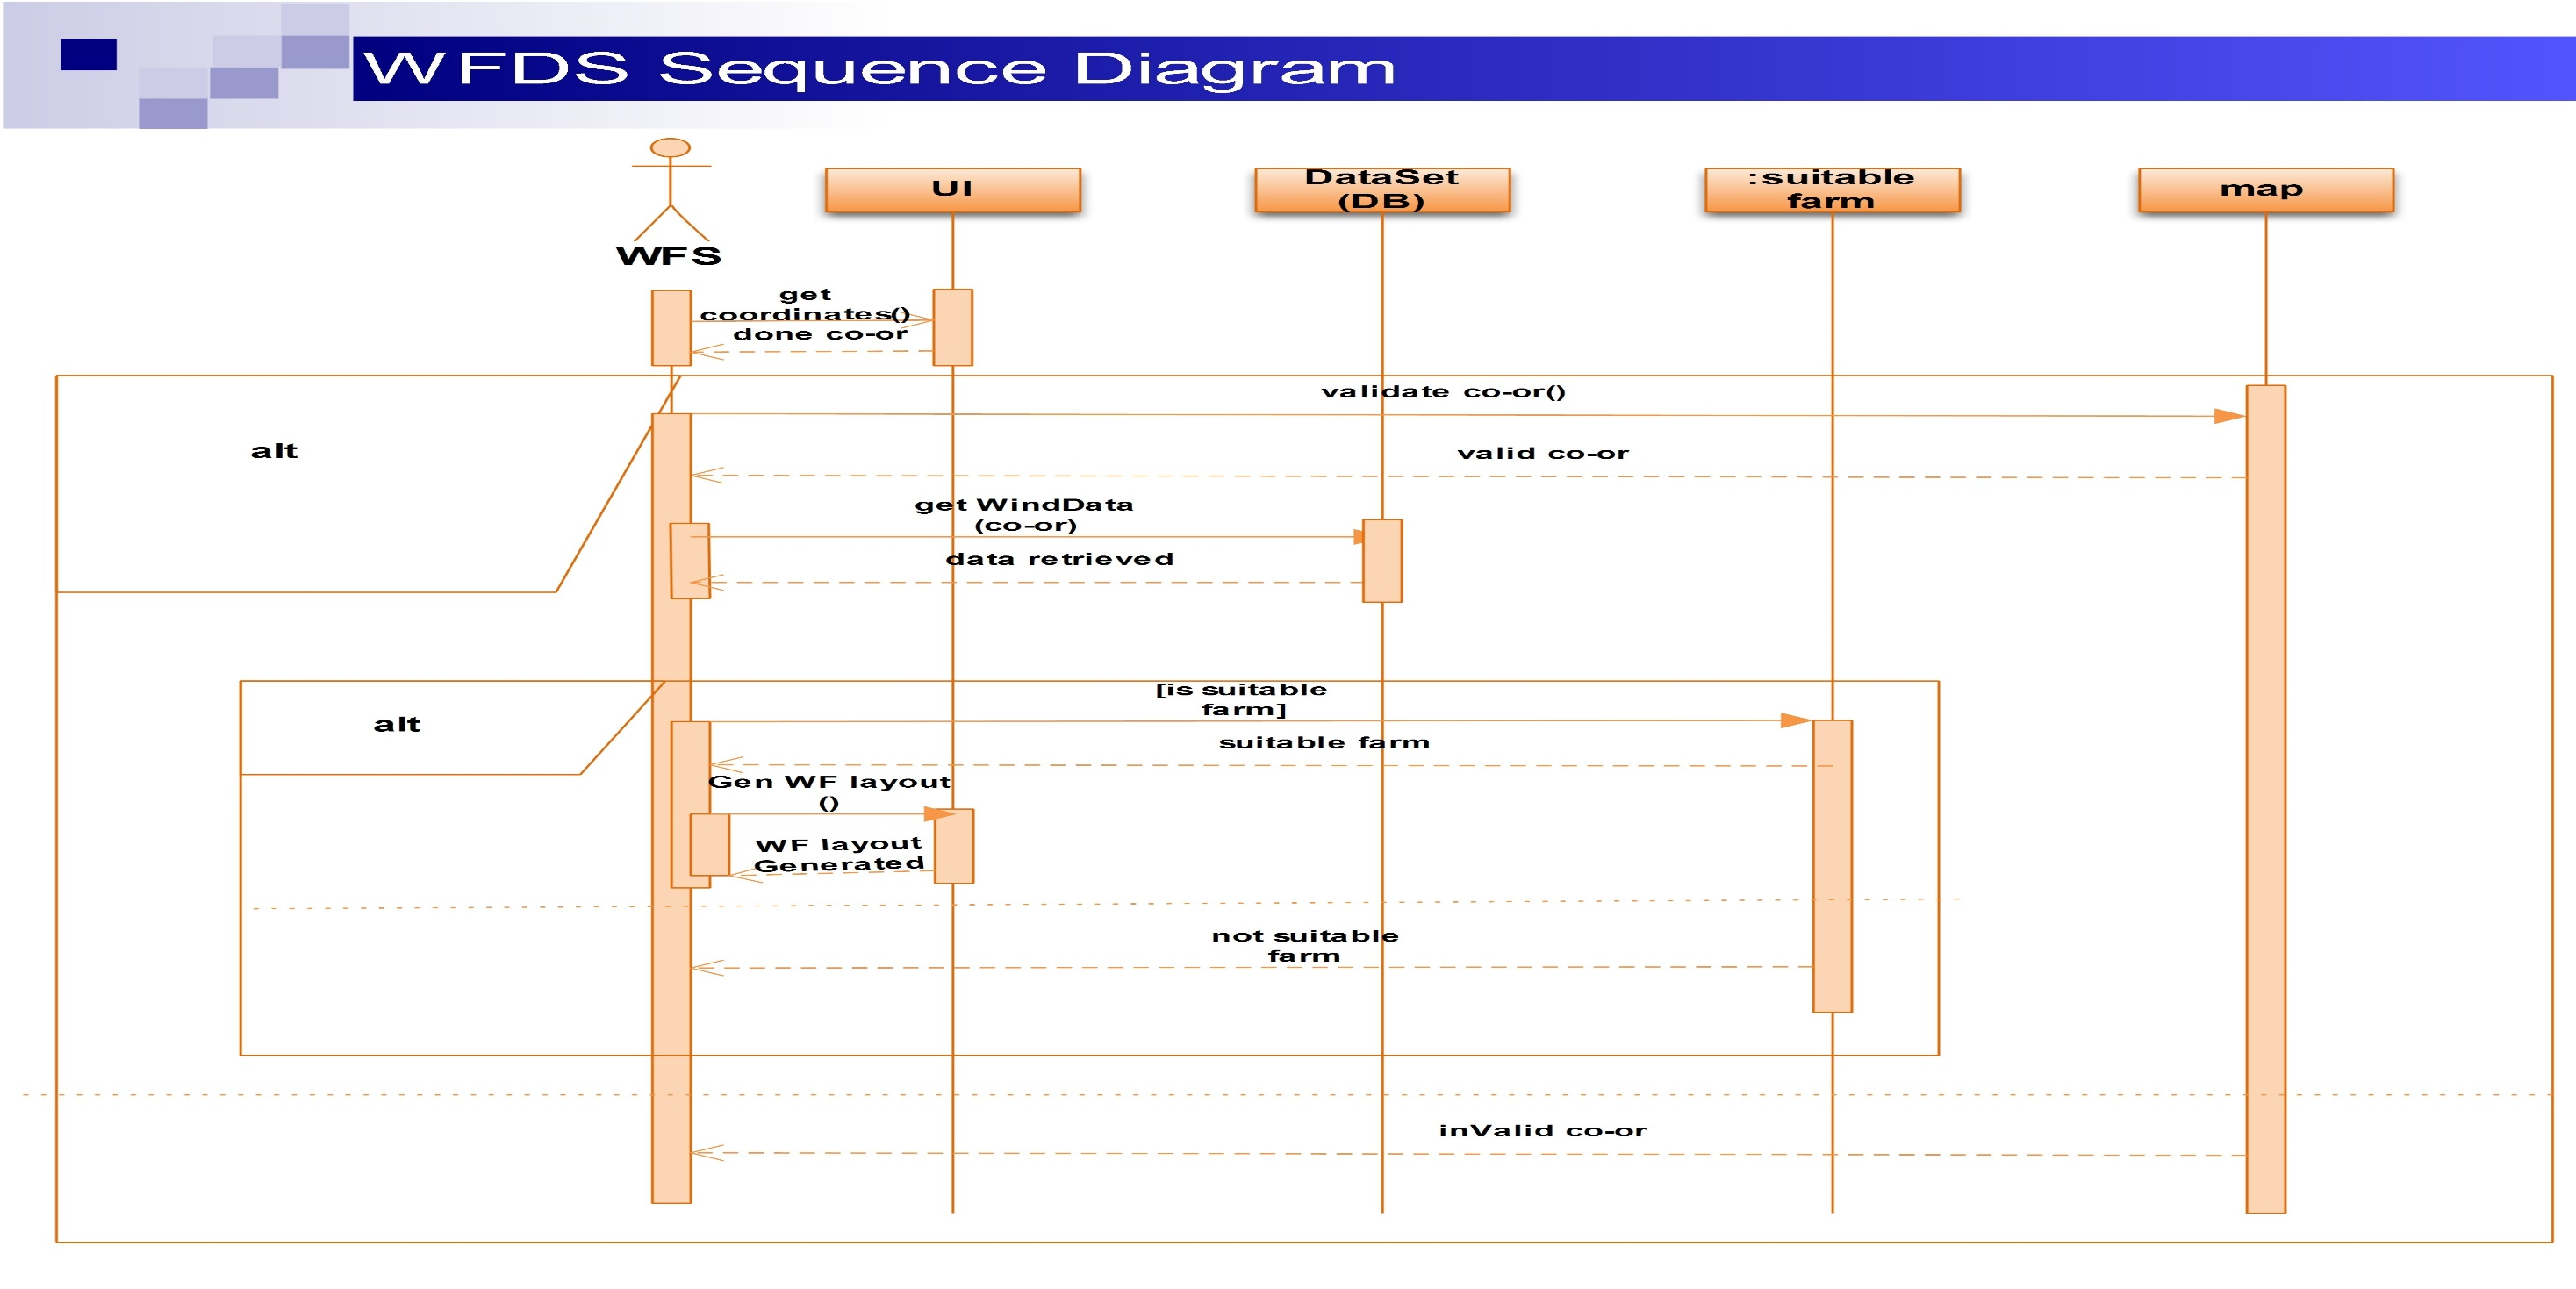 WFDS Sequence Diagram
WFS
UI
DataSet
(DB)
:suitable
farm
map
get
coordinates()
done co-or
alt
validate co-or()
valid co-or
get WindData
(co-or)
data retrieved
alt
[is suitable
farm]
suitable farm
Gen WF layout
()
WF layout
Generated
not suitable
farm
inValid co-or